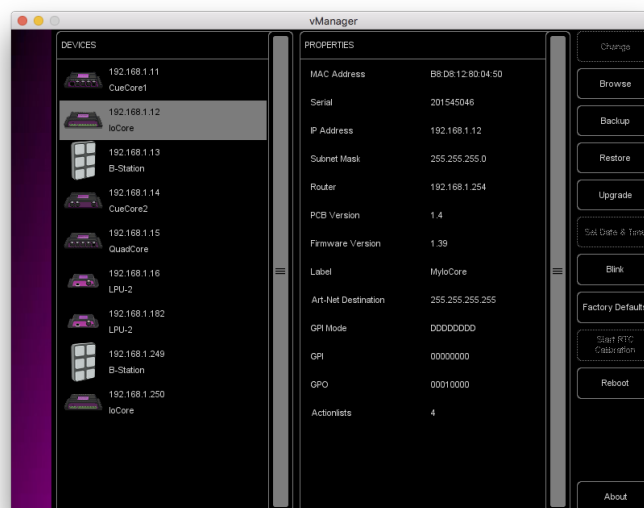 vManager
DEVICES
192.168.1.11
CueCore1
192.168.1.12
IoCore
192.168.1.13
B-Station
192.168.1.14
CueCore2
192.168.1.15
QuadCore
192.168.1.16
LPU-2
192.168.1.182
LPU-2
192.168.1.249
B-Station
192.168.1.250
IoCore
PROPERTIES
MAC Address B8:D8:12:80:04:50
Serial 201545046
IP Address 192.168.1.12
Subnet Mask 255.255.255.0
Router 192.168.1.254
PCB Version 1.4
Firmware Version 1.39
Label MyIoCore
Art-Net Destination 255.255.255.255
GPI Mode DDDDDDDD
GPI 00000000
GPO 00010000
Actionlists 4
Change
Browse
Backup
Restore
Upgrade
Set Date & Time
Blink
Factory Defaults
Start RTC
Calibration
Reboot
About